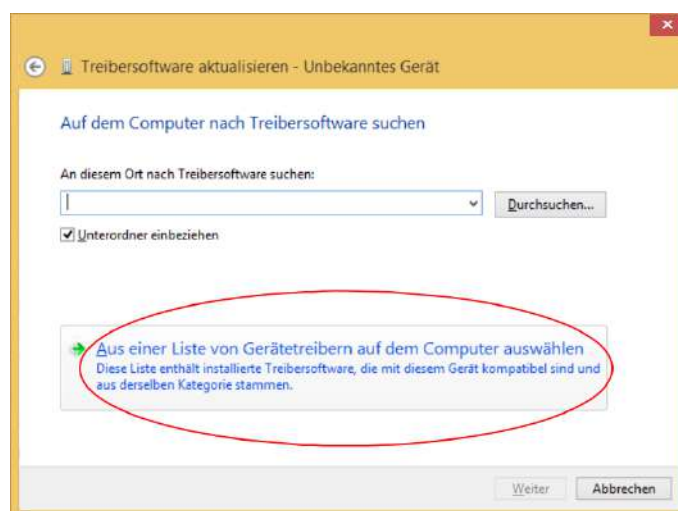 Treibersoftware aktualisieren - Unbekanntes Gerät
Auf dem Computer nach Treibersoftware suchen
An diesem Ort nach Treibersoftware suchen:
Durchsuchen...
Unterordner einbeziehen
Aus einer Liste von Gerätetreibern auf dem Computer auswählen
Diese Liste enthält installierte Treibersoftware, die mit diesem Gerät kompatibel sind und
aus derselben Kategorie stammen.
Weiter
Abbrechen